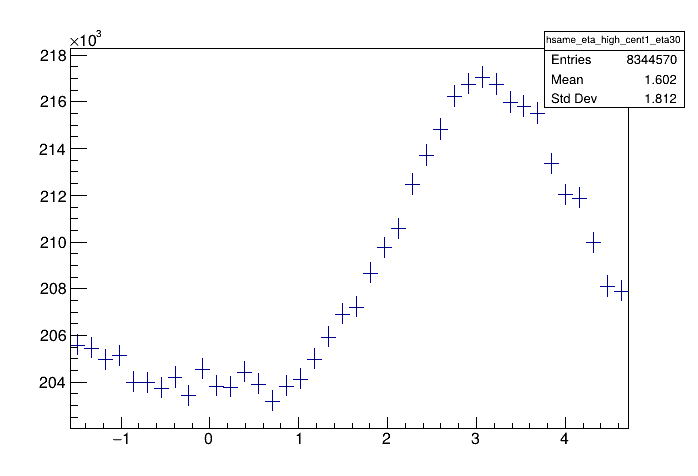 ×10³
hsame_eta_high_cent1_eta30
Entries 8344570
Mean 1.602
Std Dev 1.812
218
216
214
212
210
208
206
204
−1 0 1 2 3 4